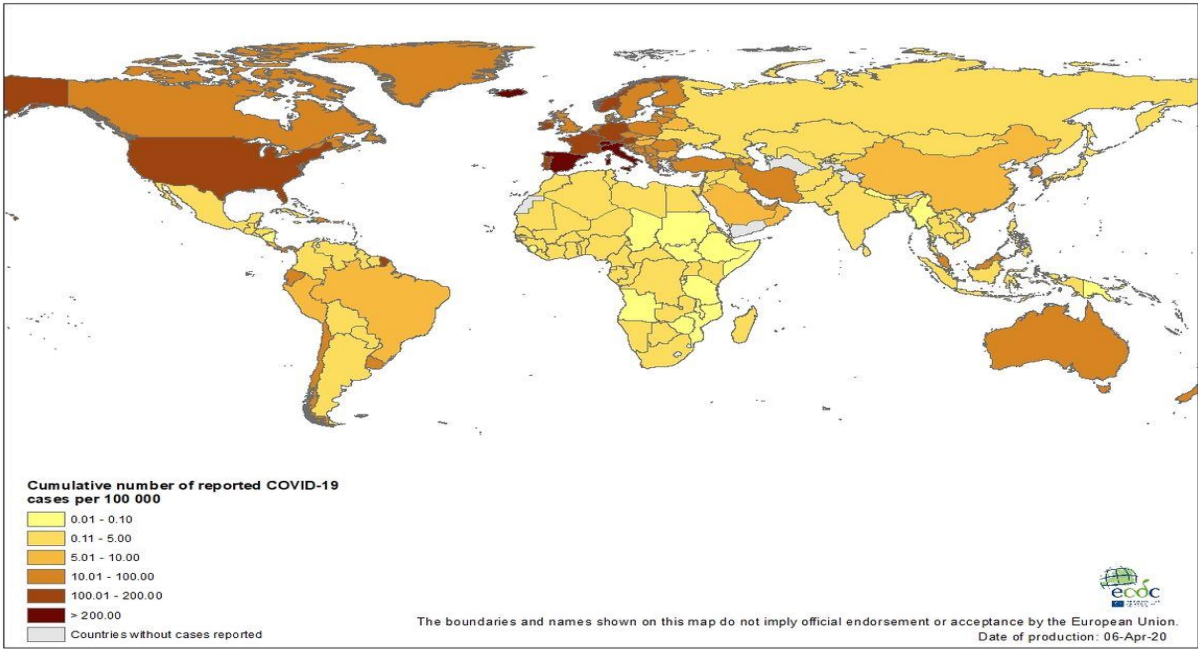 Cumulative number of reported COVID-19
cases per 100 000
0.01 - 0.10
0.11 - 5.00
5.01 - 10.00
10.01 - 100.00
100.01 - 200.00
> 200.00
Countries without cases reported
ecdc
The boundaries and names shown on this map do not imply official endorsement or acceptance by the European Union.
Date of production: 06-Apr-20